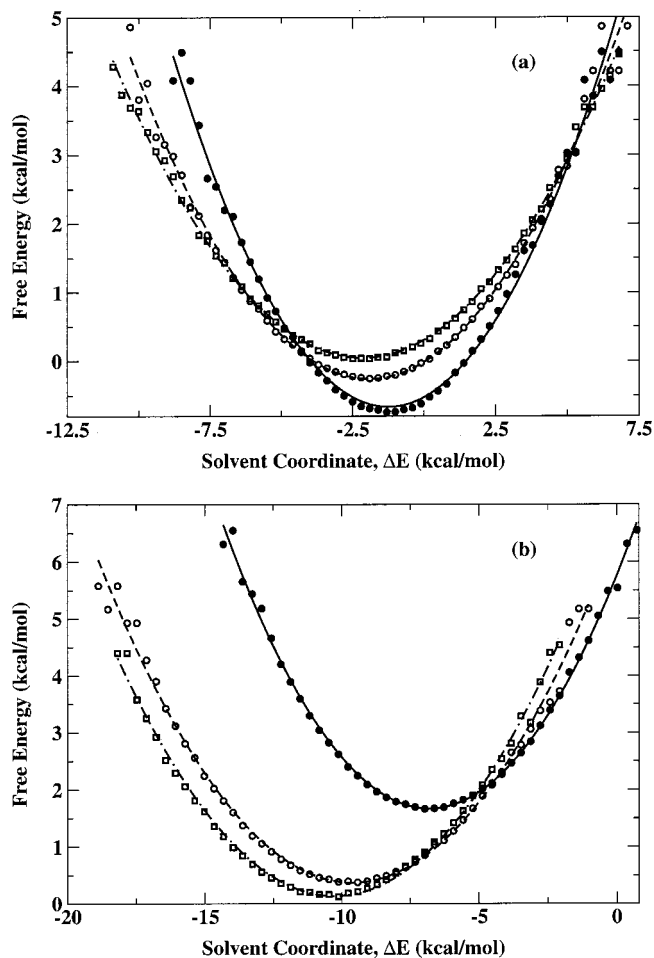 5
4
3
2
1
0
(a)
Free Energy (kcal/mol)
-12.5 -7.5 -2.5 2.5 7.5
Solvent Coordinate, ΔE (kcal/mol)
7
6
5
4
3
2
1
0
(b)
Free Energy (kcal/mol)
-20 -15 -10 -5 0
Solvent Coordinate, ΔE (kcal/mol)